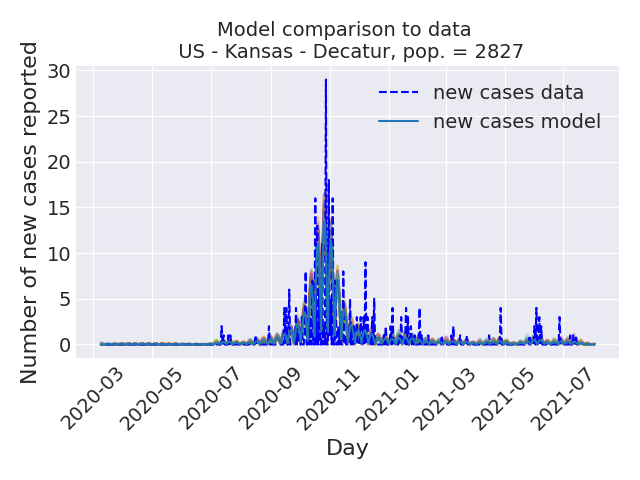 Model comparison to data
US - Kansas - Decatur, pop. = 2827
new cases data
new cases model
Number of new cases reported
30
25
20
15
10
5
0
2020-03
2020-05
2020-07
2020-09
2020-11
2021-01
2021-03
2021-05
2021-07
Day